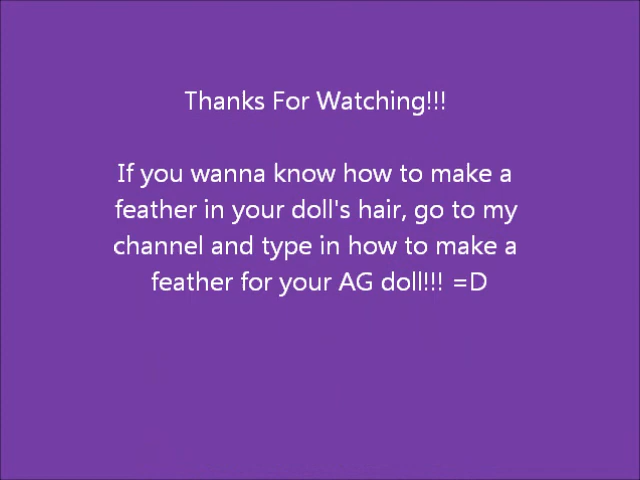 Thanks For Watching!!!
If you wanna know how to make a
feather in your doll's hair, go to my
channel and type in how to make a
feather for your AG doll!!! =D